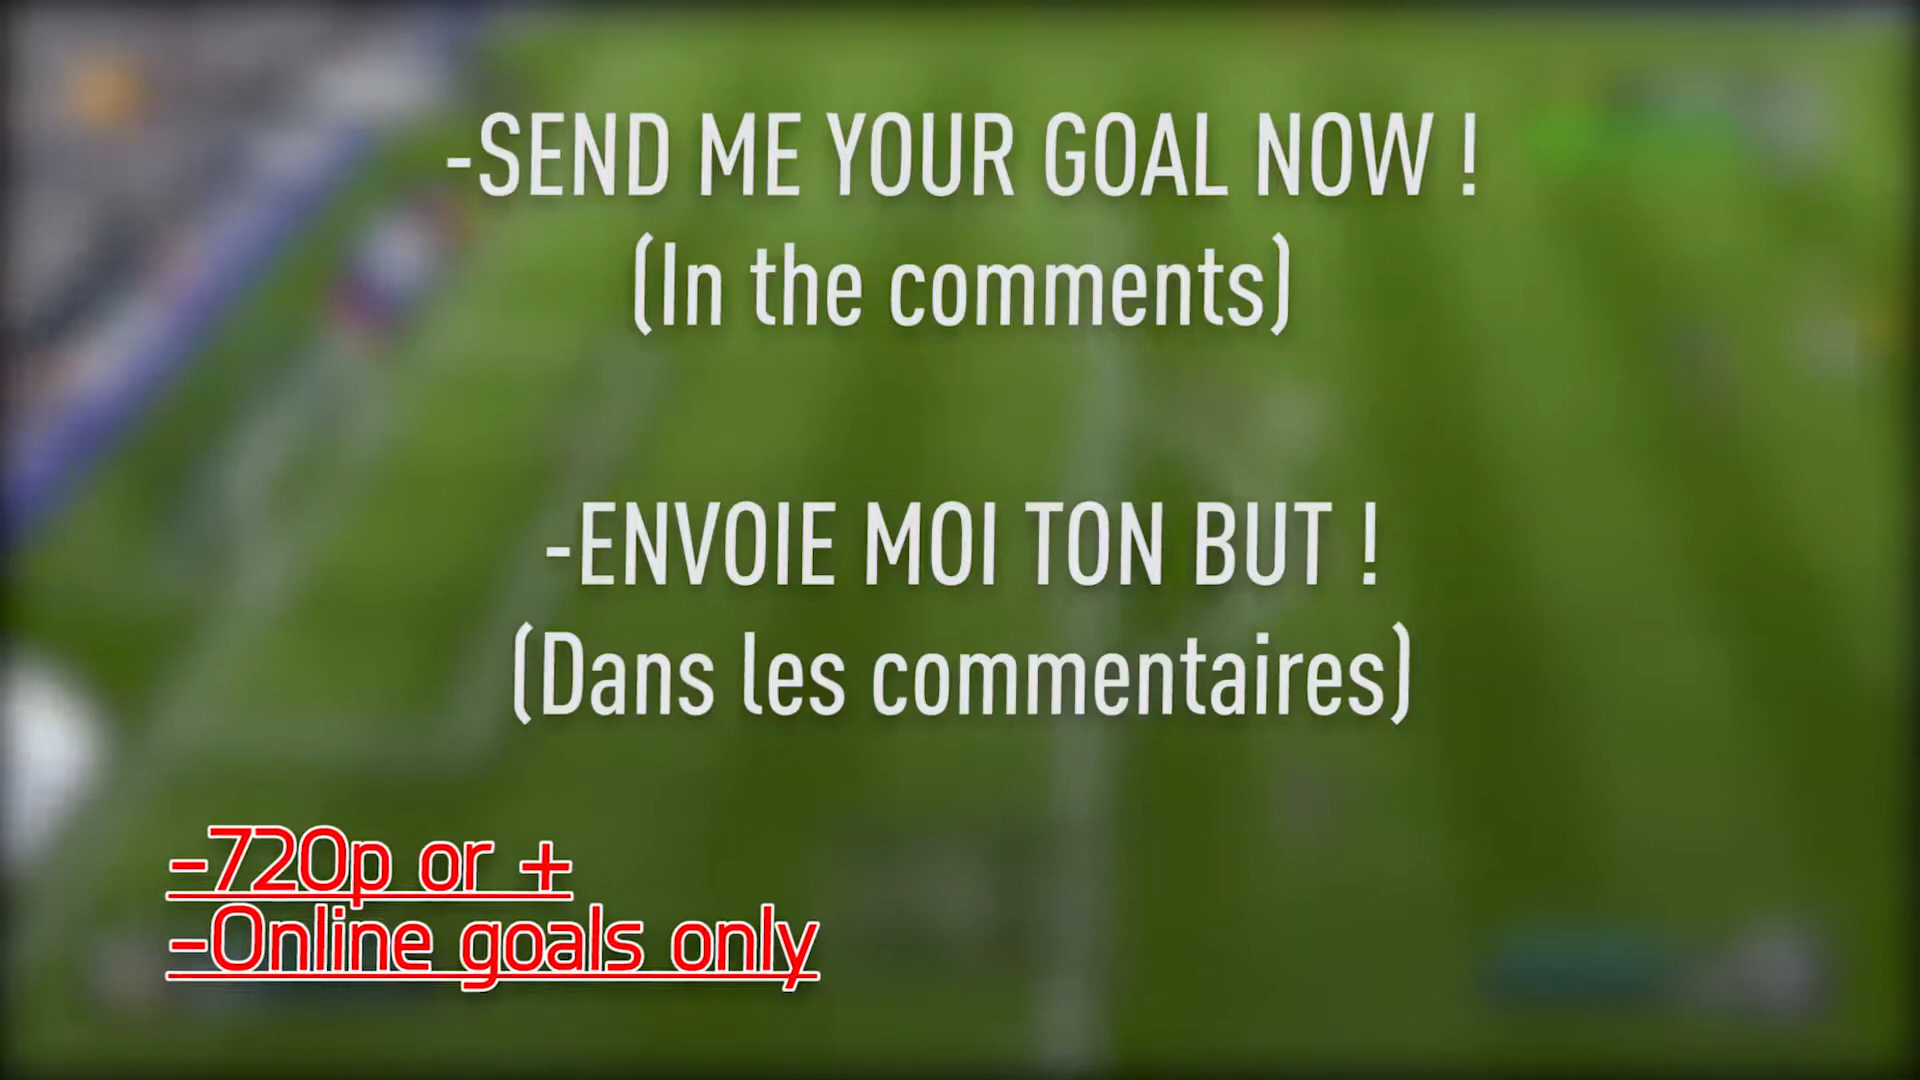 -SEND ME YOUR GOAL NOW !
(In the comments)
-ENVOIE MOI TON BUT !
(Dans les commentaires)
-720p or +
-Online goals only